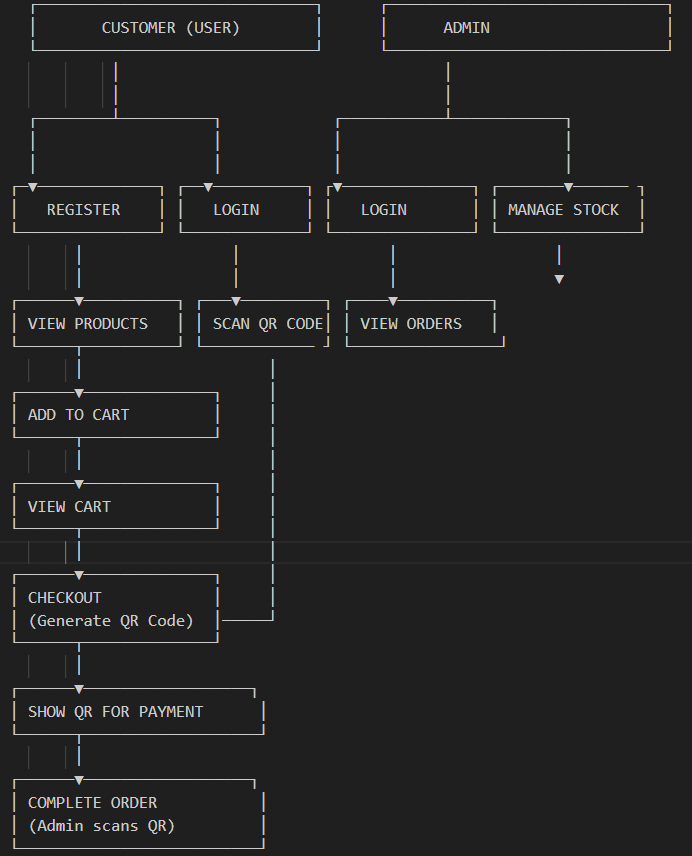 CUSTOMER (USER) ADMIN
REGISTER LOGIN LOGIN MANAGE STOCK
VIEW PRODUCTS SCAN QR CODE VIEW ORDERS
ADD TO CART
VIEW CART
CHECKOUT
(Generate QR Code)
SHOW QR FOR PAYMENT
COMPLETE ORDER
(Admin scans QR)